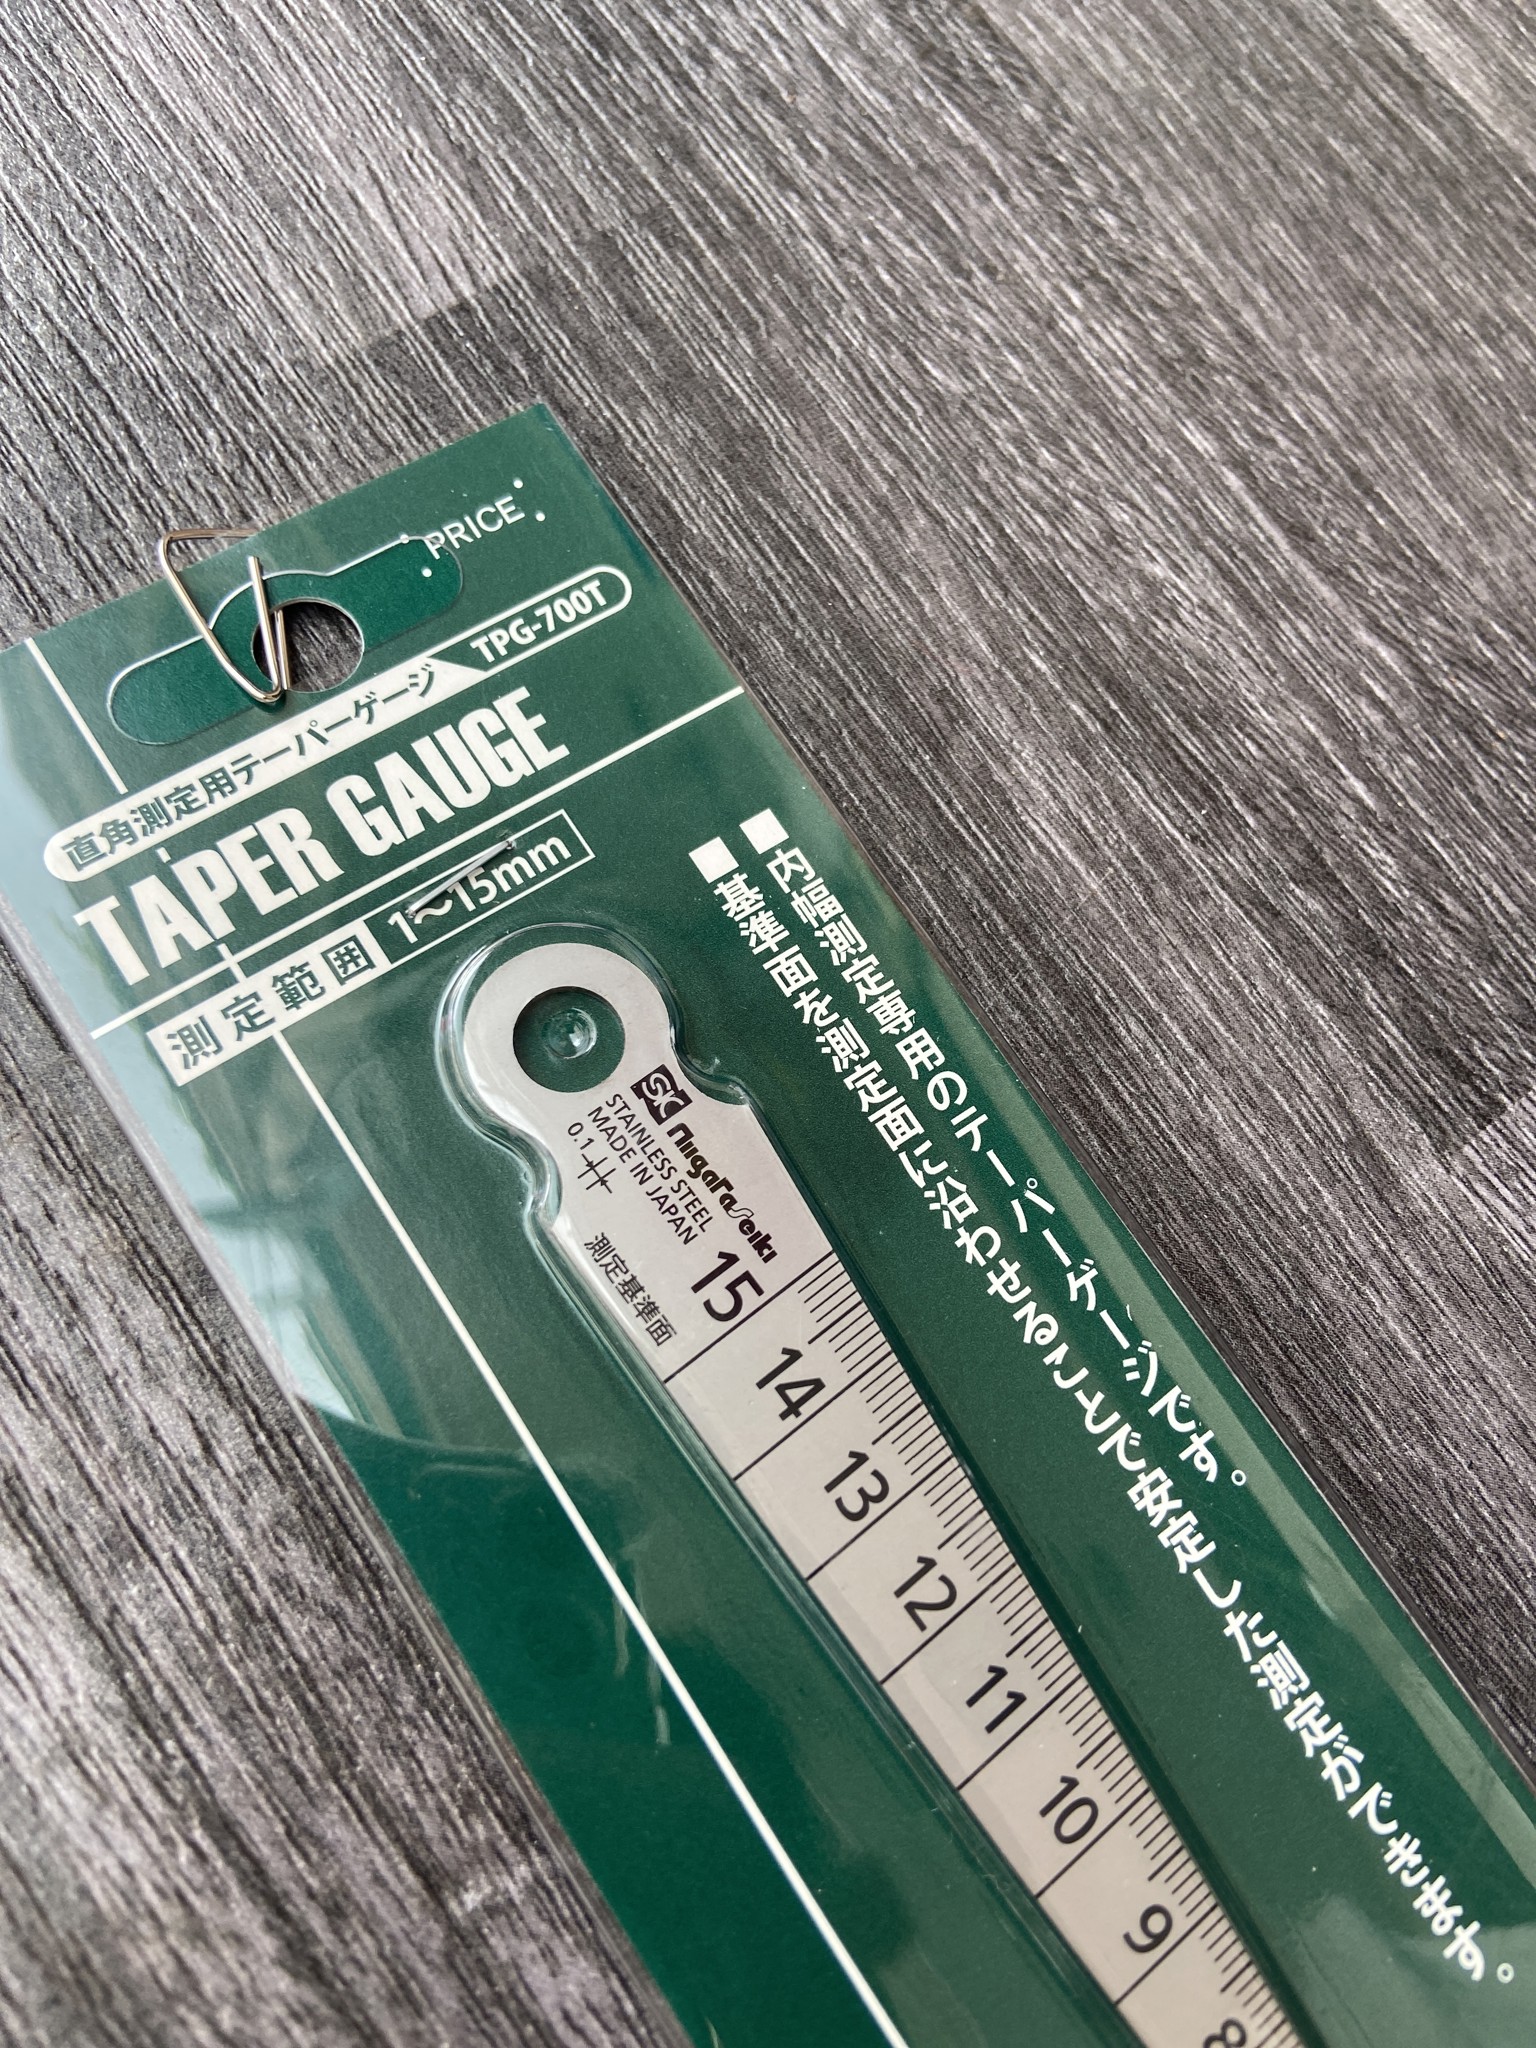 PRICE
直角測定用テーパーゲージ TPG-700T
TAPER GAUGE
測定範囲 1〜15mm
■内幅測定専用のテーパーゲージです。
■基準面を測定面に沿わせることで安定した測定ができます。
SK niigataseiki
STAINLESS STEEL
MADE IN JAPAN
0.1
測定基準面
15
14
13
12
11
10
9
8